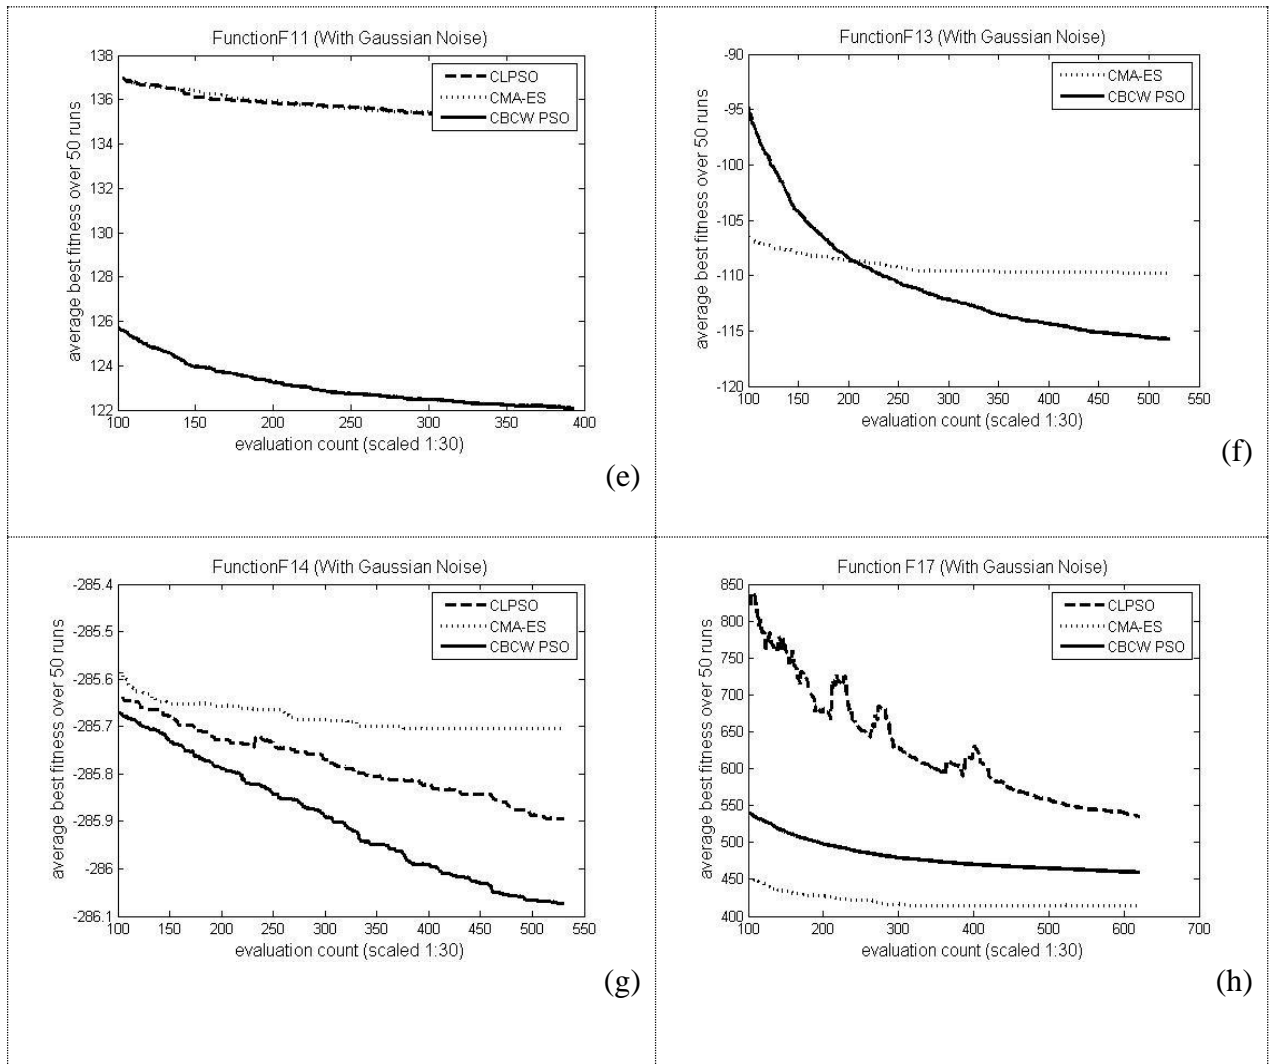 FunctionF11 (With Gaussian Noise)
138
136
134
132
130
128
126
124
122
average best fitness over 50 runs
CLPSO
CMA-ES
CBCW PSO
100 150 200 250 300 350 400
evaluation count (scaled 1:30)
(e)
FunctionF13 (With Gaussian Noise)
-90
-95
-100
-105
-110
-115
-120
average best fitness over 50 runs
CMA-ES
CBCW PSO
100 150 200 250 300 350 400 450 500 550
evaluation count (scaled 1:30)
(f)
FunctionF14 (With Gaussian Noise)
-285.4
-285.5
-285.6
-285.7
-285.8
-285.9
-286
-286.1
average best fitness over 50 runs
CLPSO
CMA-ES
CBCW PSO
100 150 200 250 300 350 400 450 500 550
evaluation count (scaled 1:30)
(g)
Function F17 (With Gaussian Noise)
850
800
750
700
650
600
550
500
450
400
average best fitness over 50 runs
CLPSO
CMA-ES
CBCW PSO
100 200 300 400 500 600 700
evaluation count (scaled 1:30)
(h)